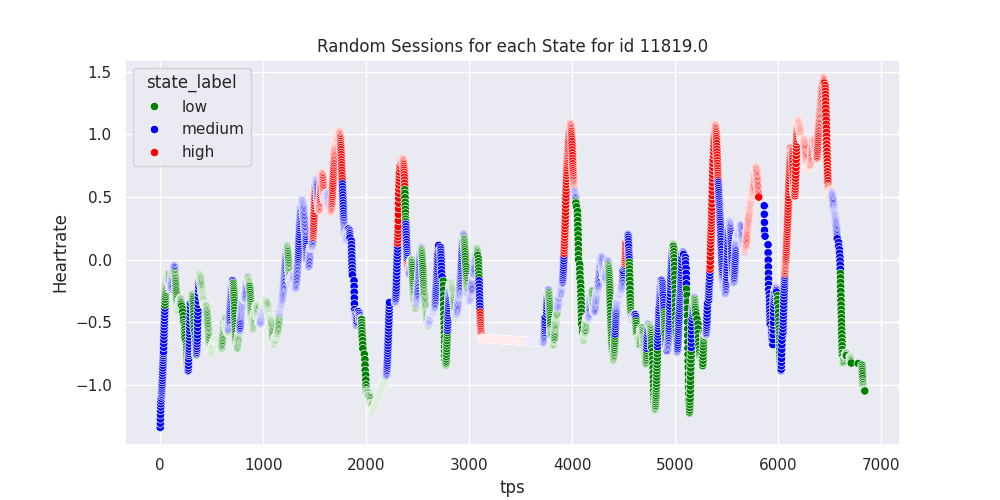 Random Sessions for each State for id 11819.0
state_label
low
medium
high
Heartrate
1.5
1.0
0.5
0.0
−0.5
−1.0
0 1000 2000 3000 4000 5000 6000 7000
tps